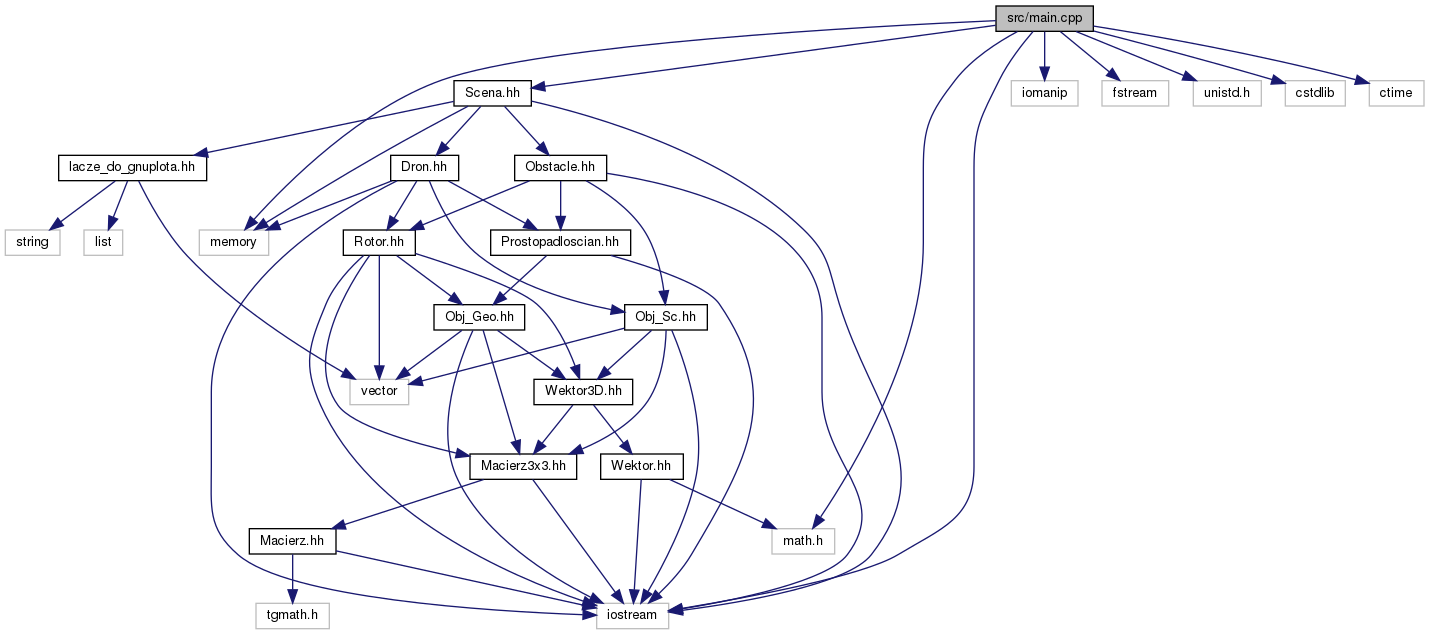 src/main.cpp
Scena.hh
iomanip
fstream
unistd.h
cstdlib
ctime
lacze_do_gnuplota.hh
Dron.hh
Obstacle.hh
string
list
memory
Rotor.hh
Prostopadloscian.hh
Obj_Geo.hh
Obj_Sc.hh
vector
Wektor3D.hh
Macierz3x3.hh
Wektor.hh
Macierz.hh
math.h
tgmath.h
iostream